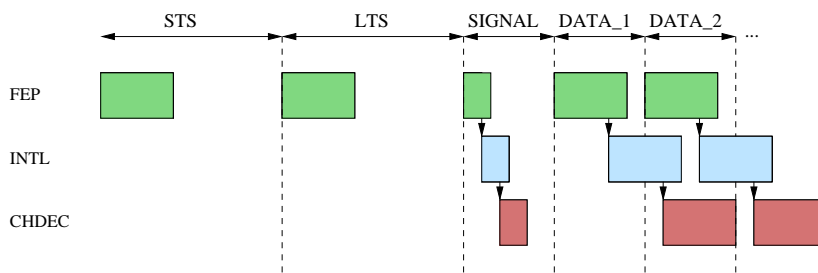 STS LTS SIGNAL DATA_1 DATA_2 ...
FEP
INTL
CHDEC